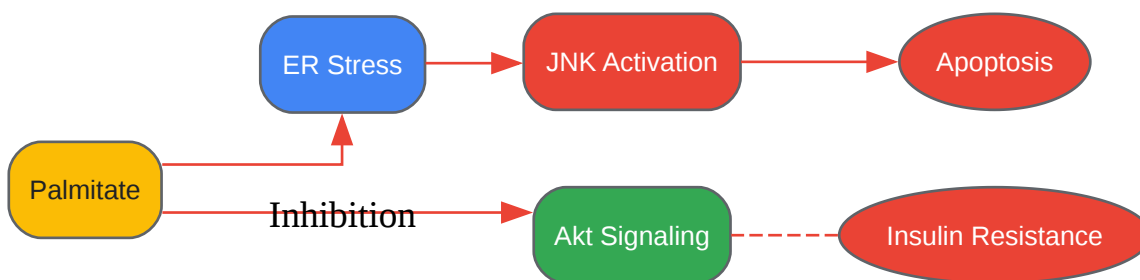 ER Stress
JNK Activation
Apoptosis
Palmitate
Inhibition
Akt Signaling
Insulin Resistance